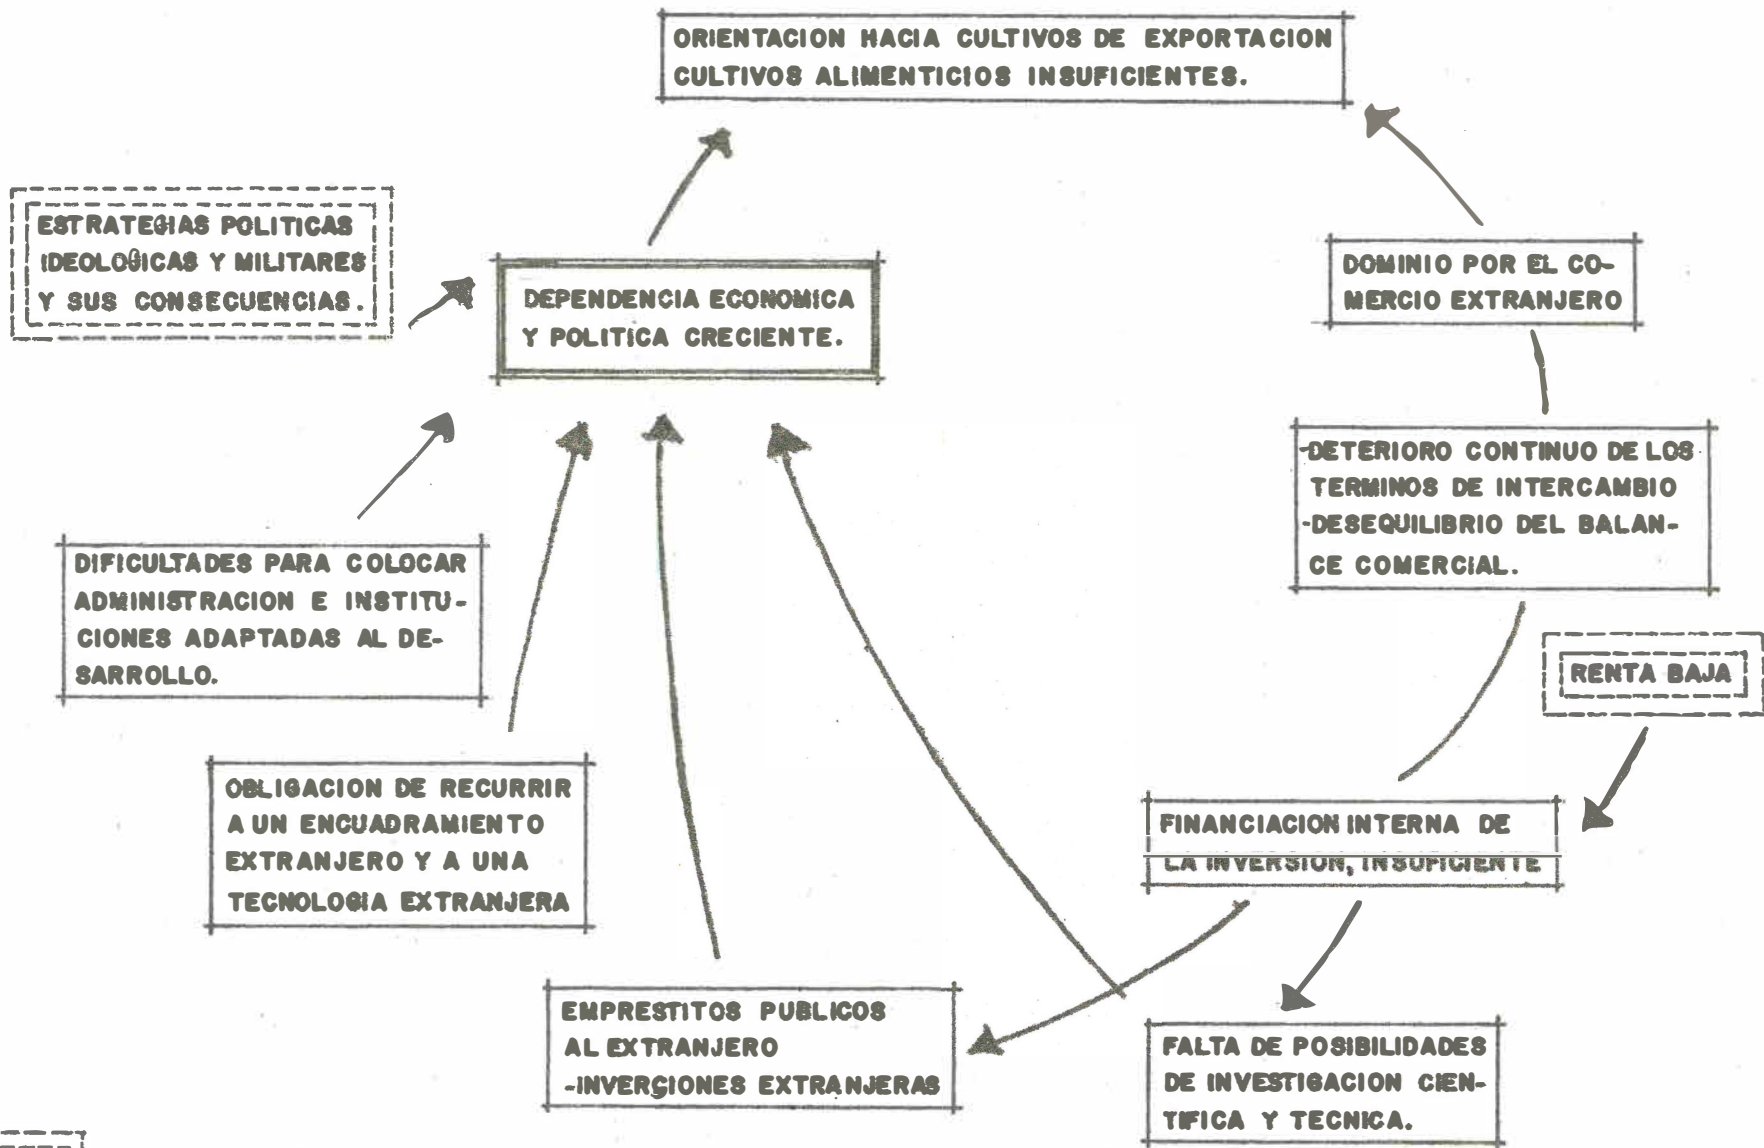 ORIENTACION HACIA CULTIVOS DE EXPORTACION
CULTIVOS ALIMENTICIOS INSUFICIENTES.
ESTRATEGIAS POLITICAS
IDEOLOGICAS Y MILITARES
Y SUS CONSECUENCIAS.
DEPENDENCIA ECONOMICA
Y POLITICA CRECIENTE.
DOMINIO POR EL CO-
MERCIO EXTRANJERO
-DETERIORO CONTINUO DE LOS
TERMINOS DE INTERCAMBIO
-DESEQUILIBRIO DEL BALAN-
CE COMERCIAL.
DIFICULTADES PARA COLOCAR
ADMINISTRACION E INSTITU-
CIONES ADAPTADAS AL DE-
SARROLLO.
RENTA BAJA
OBLIGACION DE RECURRIR
A UN ENCUADRAMIENTO
EXTRANJERO Y A UNA
TECNOLOGIA EXTRANJERA
FINANCIACION INTERNA DE
LA INVERSION, INSUFICIENTE
EMPRESTITOS PUBLICOS
AL EXTRANJERO
-INVERCIONES EXTRANJERAS
FALTA DE POSIBILIDADES
DE INVESTIGACION CIEN-
TIFICA Y TECNICA.